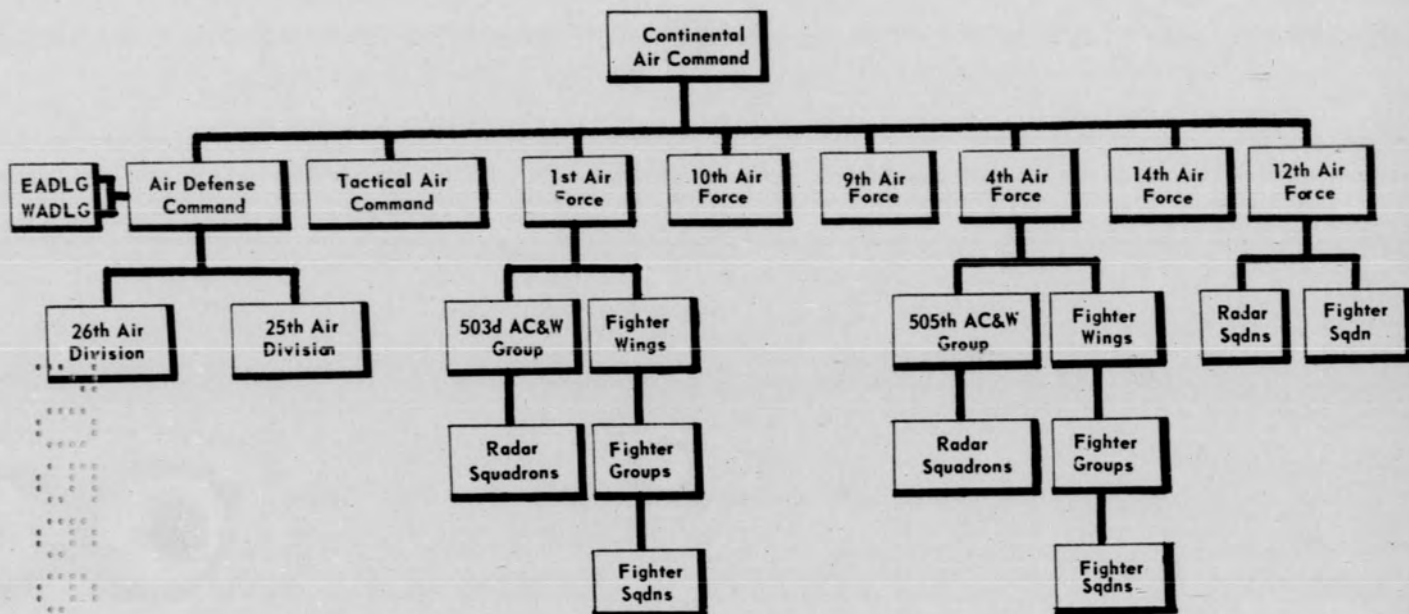 Continental
Air Command
EADLG
WADLG
Air Defense
Command
Tactical Air
Command
1st Air
Force
10th Air
Force
9th Air
Force
4th Air
Force
14th Air
Force
12th Air
Force
26th Air
Division
25th Air
Division
503d AC&W
Group
Fighter
Wings
505th AC&W
Group
Fighter
Wings
Radar
Sqdns
Fighter
Sqdn
Radar
Squadrons
Fighter
Groups
Radar
Squadrons
Fighter
Groups
Fighter
Sqdns
Fighter
Sqdns